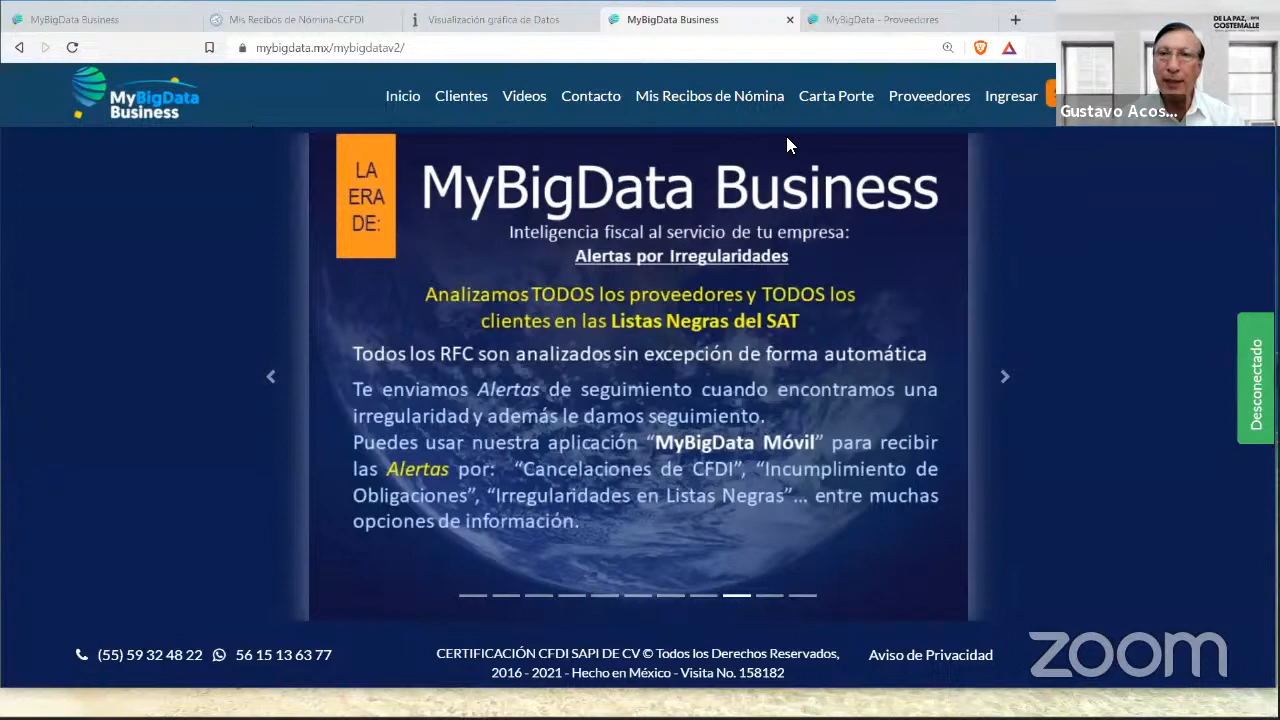 MyBigData Business
Mis Recibos de Nómina-CCFDI
Visualización gráfica de Datos
MyBigData Business
MyBigData - Proveedores
mybigdata.mx/mybigdatav2/
DE LA PAZ,
COSTEMALLE
Gustavo Acos...
MyBigData
Business
Inicio Clientes Videos Contacto Mis Recibos de Nómina Carta Porte Proveedores Ingresar
LA
ERA
DE:
MyBigData Business
Inteligencia fiscal al servicio de tu empresa:
Alertas por Irregularidades
Analizamos TODOS los proveedores y TODOS los
clientes en las Listas Negras del SAT
Todos los RFC son analizados sin excepción de forma automática
Te enviamos Alertas de seguimiento cuando encontramos una
irregularidad y además le damos seguimiento.
Puedes usar nuestra aplicación “MyBigData Móvil” para recibir
las Alertas por: “Cancelaciones de CFDI”, “Incumplimiento de
Obligaciones”, “Irregularidades en Listas Negras”... entre muchas
opciones de información.
Desconectado
(55) 59 32 48 22 56 15 13 63 77
CERTIFICACIÓN CFDI SAPI DE CV © Todos los Derechos Reservados,
2016 - 2021 - Hecho en México - Visita No. 158182
Aviso de Privacidad
zoom